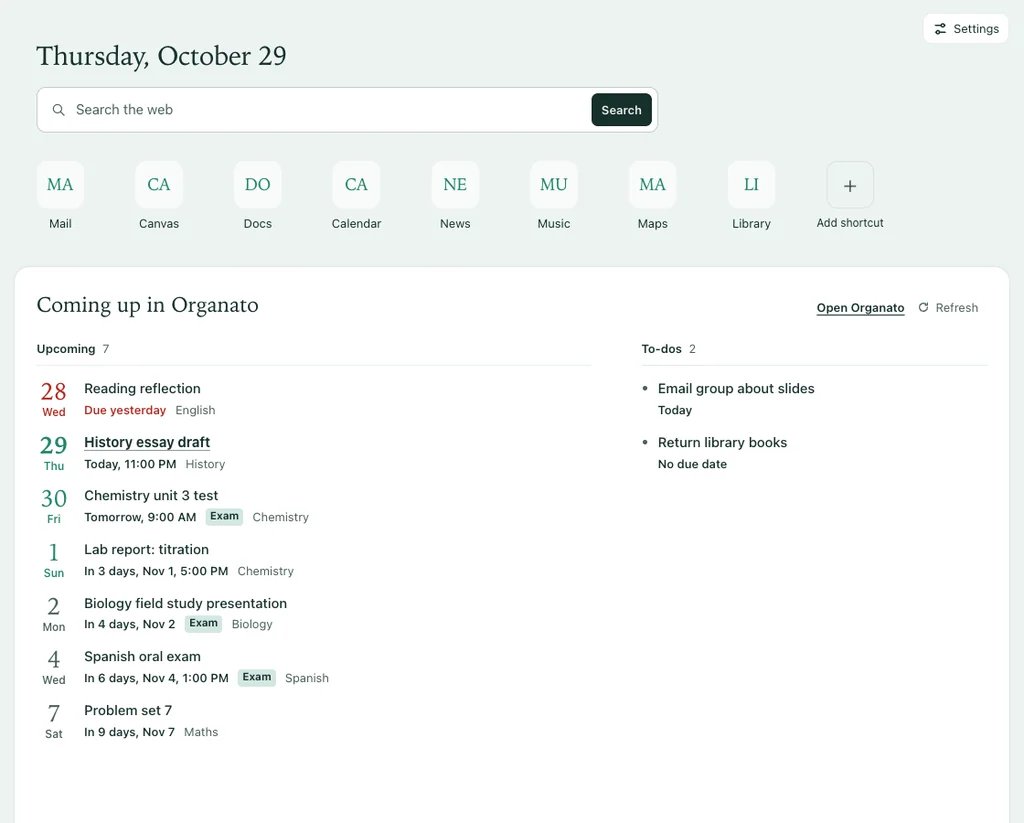 Settings
Thursday, October 29
Search the web
Search
MA
CA
DO
CA
NE
MU
MA
LI
+
Mail
Canvas
Docs
Calendar
News
Music
Maps
Library
Add shortcut
Coming up in Organato
Open Organato
Refresh
Upcoming 7
28 Reading reflection
Wed Due yesterday English
29 History essay draft
Thu Today, 11:00 PM History
30 Chemistry unit 3 test
Fri Tomorrow, 9:00 AM Exam Chemistry
1 Lab report: titration
Sun In 3 days, Nov 1, 5:00 PM Chemistry
2 Biology field study presentation
Mon In 4 days, Nov 2 Exam Biology
4 Spanish oral exam
Wed In 6 days, Nov 4, 1:00 PM Exam Spanish
7 Problem set 7
Sat In 9 days, Nov 7 Maths
To-dos 2
• Email group about slides
Today
• Return library books
No due date